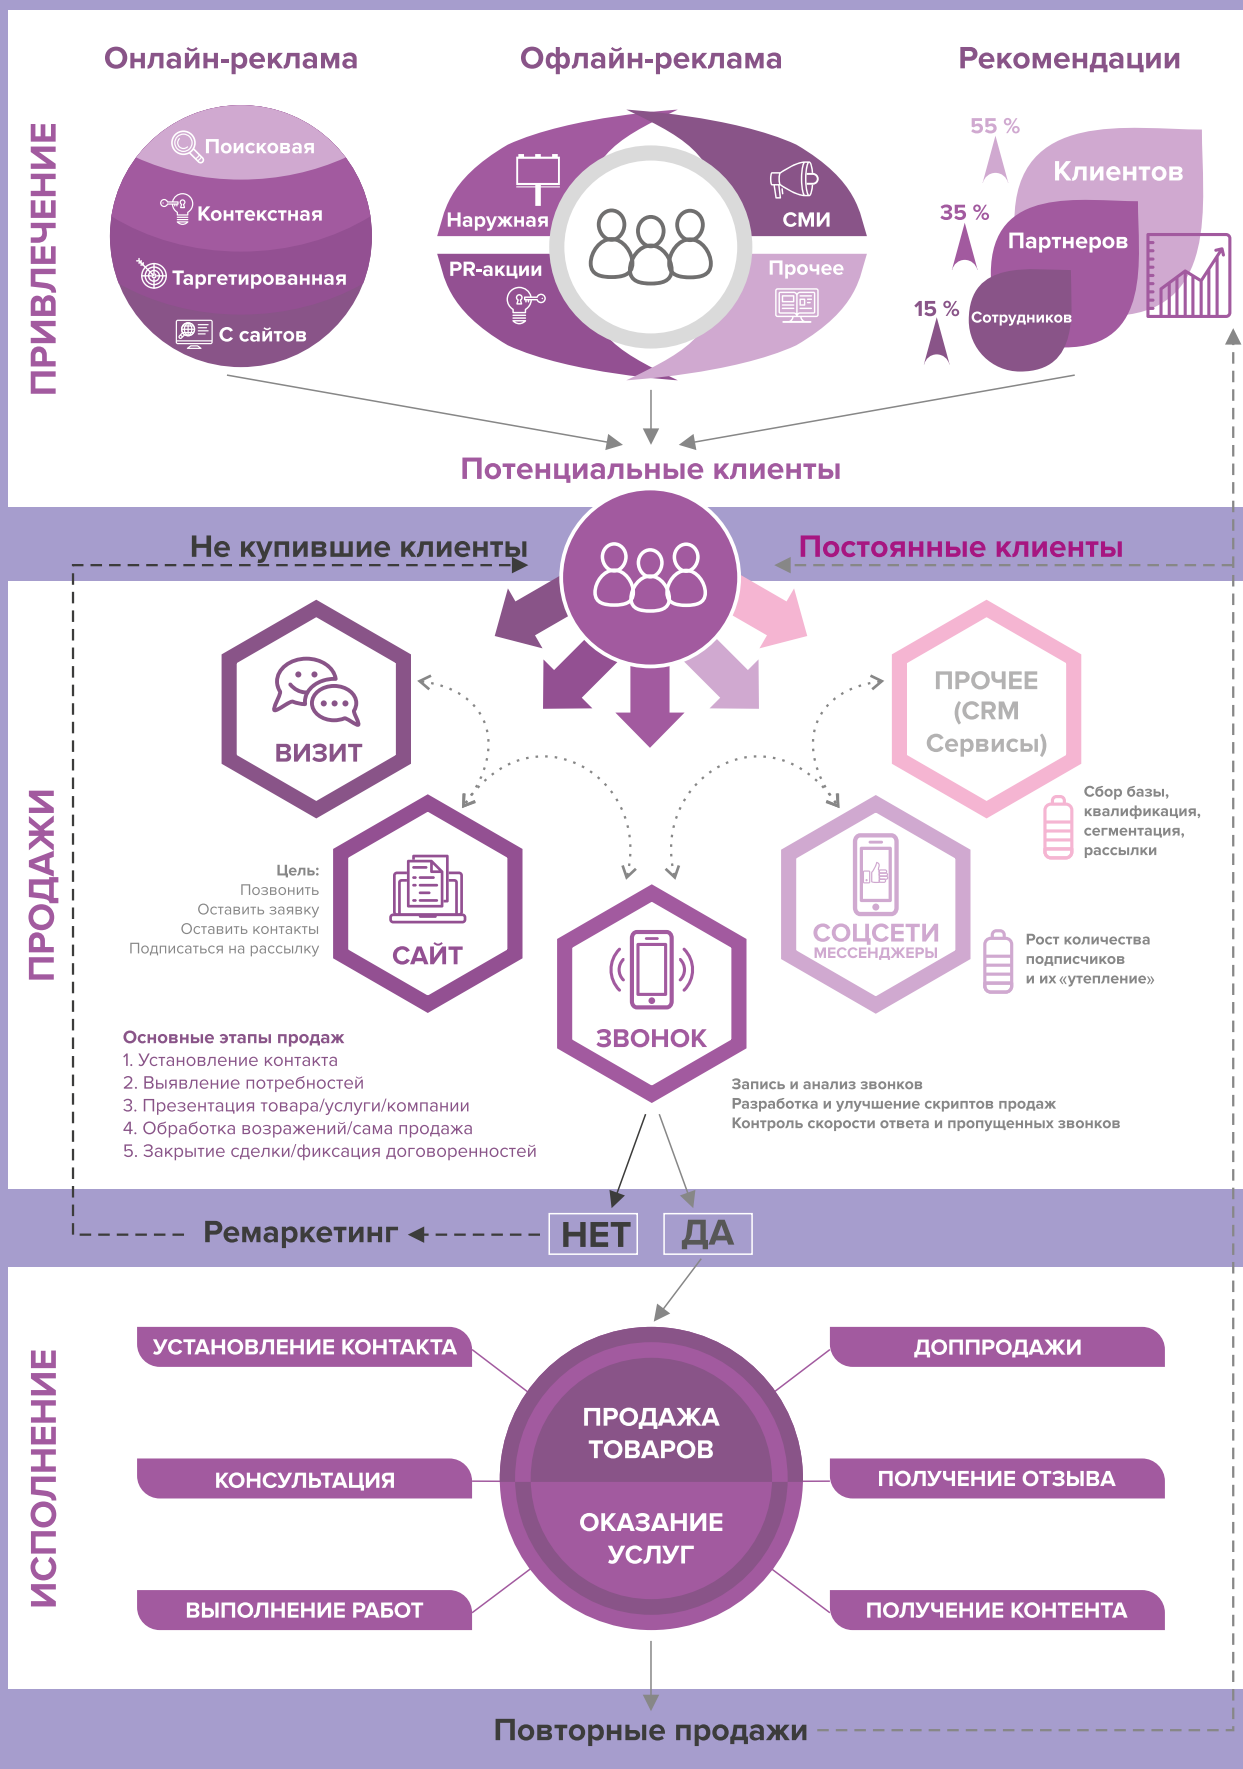 Онлайн-реклама
Офлайн-реклама
Рекомендации
ПРИВЛЕЧЕНИЕ
Поисковая
Контекстная
Таргетированная
С сайтов
Наружная
СМИ
PR-акции
Прочее
55 %
Клиентов
35 %
Партнеров
15 %
Сотрудников
Потенциальные клиенты
Не купившие клиенты
Постоянные клиенты
ПРОДАЖИ
ВИЗИТ
ПРОЧЕЕ
(CRM
Сервисы)
Сбор базы,
квалификация,
сегментация,
рассылки
Цель:
Позвонить
Оставить заявку
Оставить контакты
Подписаться на рассылку
САЙТ
СОЦСЕТИ
МЕССЕНДЖЕРЫ
Рост количества
подписчиков
и их «утепление»
ЗВОНОК
Основные этапы продаж
1. Установление контакта
2. Выявление потребностей
3. Презентация товара/услуги/компании
4. Обработка возражений/сама продажа
5. Закрытие сделки/фиксация договоренностей
Запись и анализ звонков
Разработка и улучшение скриптов продаж
Контроль скорости ответа и пропущенных звонков
Ремаркетинг
НЕТ
ДА
ИСПОЛНЕНИЕ
УСТАНОВЛЕНИЕ КОНТАКТА
КОНСУЛЬТАЦИЯ
ВЫПОЛНЕНИЕ РАБОТ
ПРОДАЖА
ТОВАРОВ
ОКАЗАНИЕ
УСЛУГ
ДОППРОДАЖИ
ПОЛУЧЕНИЕ ОТЗЫВА
ПОЛУЧЕНИЕ КОНТЕНТА
Повторные продажи